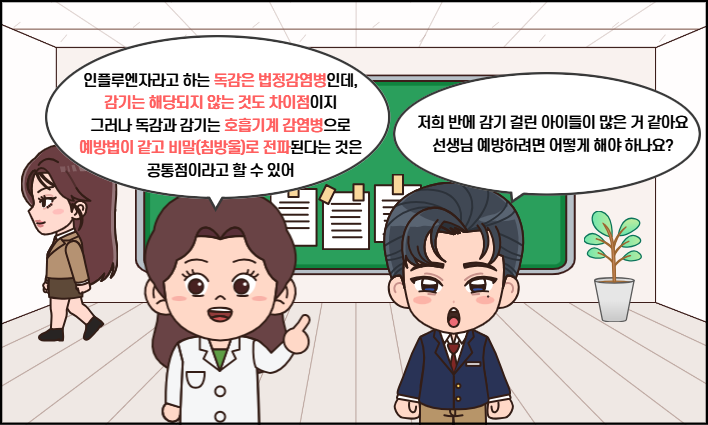 인플루엔자라고 하는 독감은 법정감염병인데,
감기는 해당되지 않는 것도 차이점이지
그러나 독감과 감기는 호흡기계 감염병으로
예방법이 같고 비말(침방울)로 전파된다는 것은
공통점이라고 할 수 있어
저희 반에 감기 걸린 아이들이 많은 거 같아요
선생님 예방하려면 어떻게 해야 하나요?